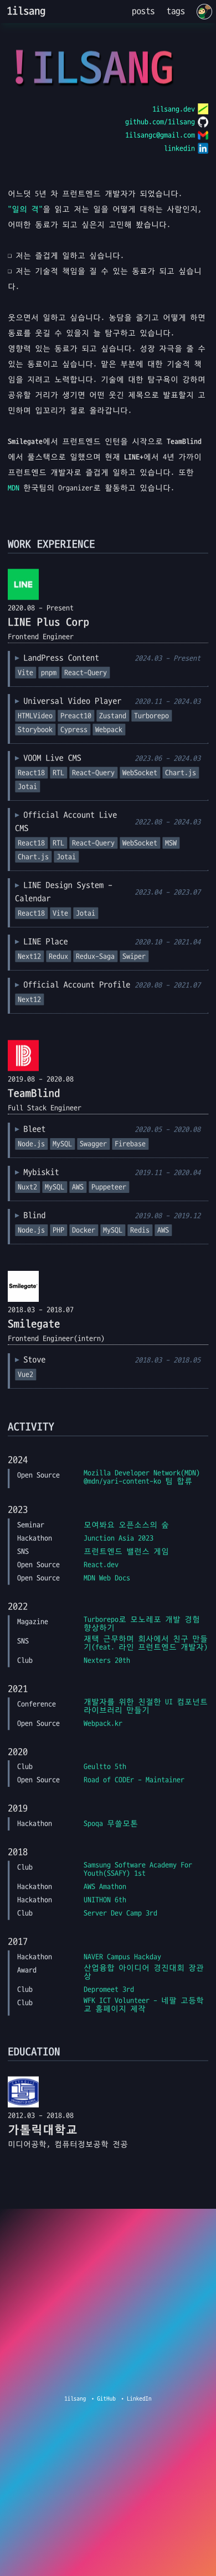 1ilsang
posts
tags
!ILSANG
1ilsang.dev
github.com/1ilsang
1ilsangc@gmail.com
linkedin
어느덧 5년 차 프런트엔드 개발자가 되었습니다.
"일의 격"을 읽고 저는 일을 어떻게 대하는 사람인지,
어떠한 동료가 되고 싶은지 고민해 봤습니다.
❏ 저는 즐겁게 일하고 싶습니다.
❏ 저는 기술적 책임을 질 수 있는 동료가 되고 싶습니
다.
웃으면서 일하고 싶습니다. 농담을 즐기고 어떻게 하면
동료를 웃길 수 있을지 늘 탐구하고 있습니다.
영향력 있는 동료가 되고 싶습니다. 성장 자극을 줄 수
있는 동료이고 싶습니다. 맡은 부분에 대한 기술적 책
임을 지려고 노력합니다. 기술에 대한 탐구욕이 강하며
공유할 거리가 생기면 어떤 웃긴 제목으로 발표할지 고
민하며 입꼬리가 절로 올라갑니다.
Smilegate에서 프런트엔드 인턴을 시작으로 TeamBlind
에서 풀스택으로 일했으며 현재 LINE+에서 4년 가까이
프런트엔드 개발자로 즐겁게 일하고 있습니다. 또한
MDN 한국팀의 Organizer로 활동하고 있습니다.
WORK EXPERIENCE
LINE
2020.08 - Present
LINE Plus Corp
Frontend Engineer
▶ LandPress Content
2024.03 - Present
Vite pnpm React-Query
▶ Universal Video Player
2020.11 - 2024.03
HTMLVideo Preact10 Zustand Turborepo
Storybook Cypress Webpack
▶ VOOM Live CMS
2023.06 - 2024.03
React18 RTL React-Query WebSocket Chart.js
Jotai
▶ Official Account Live
CMS
2022.08 - 2024.03
React18 RTL React-Query WebSocket MSW
Chart.js Jotai
▶ LINE Design System -
Calendar
2023.04 - 2023.07
React18 Vite Jotai
▶ LINE Place
2020.10 - 2021.04
Next12 Redux Redux-Saga Swiper
▶ Official Account Profile
2020.08 - 2021.07
Next12
2019.08 - 2020.08
TeamBlind
Full Stack Engineer
▶ Bleet
2020.05 - 2020.08
Node.js MySQL Swagger Firebase
▶ Mybiskit
2019.11 - 2020.04
Nuxt2 MySQL AWS Puppeteer
▶ Blind
2019.08 - 2019.12
Node.js PHP Docker MySQL Redis AWS
Smilegate
2018.03 - 2018.07
Smilegate
Frontend Engineer(intern)
▶ Stove
2018.03 - 2018.05
Vue2
ACTIVITY
2024
Open Source
Mozilla Developer Network(MDN)
@mdn/yari-content-ko 팀 합류
2023
Seminar
모여봐요 오픈소스의 숲
Hackathon
Junction Asia 2023
SNS
프런트엔드 밸런스 게임
Open Source
React.dev
Open Source
MDN Web Docs
2022
Magazine
Turborepo로 모노레포 개발 경험
향상하기
SNS
재택 근무하며 회사에서 친구 만들
기(feat. 라인 프런트엔드 개발자)
Club
Nexters 20th
2021
Conference
개발자를 위한 친절한 UI 컴포넌트
라이브러리 만들기
Open Source
Webpack.kr
2020
Club
Geultto 5th
Open Source
Road of CODEr - Maintainer
2019
Hackathon
Spoqa 무쓸모톤
2018
Club
Samsung Software Academy For
Youth(SSAFY) 1st
Hackathon
AWS Amathon
Hackathon
UNITHON 6th
Club
Server Dev Camp 3rd
2017
Hackathon
NAVER Campus Hackday
Award
산업융합 아이디어 경진대회 장관
상
Club
Depromeet 3rd
Club
WFK ICT Volunteer - 네팔 고등학
교 홈페이지 제작
EDUCATION
2012.03 - 2018.08
가톨릭대학교
미디어공학, 컴퓨터정보공학 전공
1ilsang • GitHub • LinkedIn